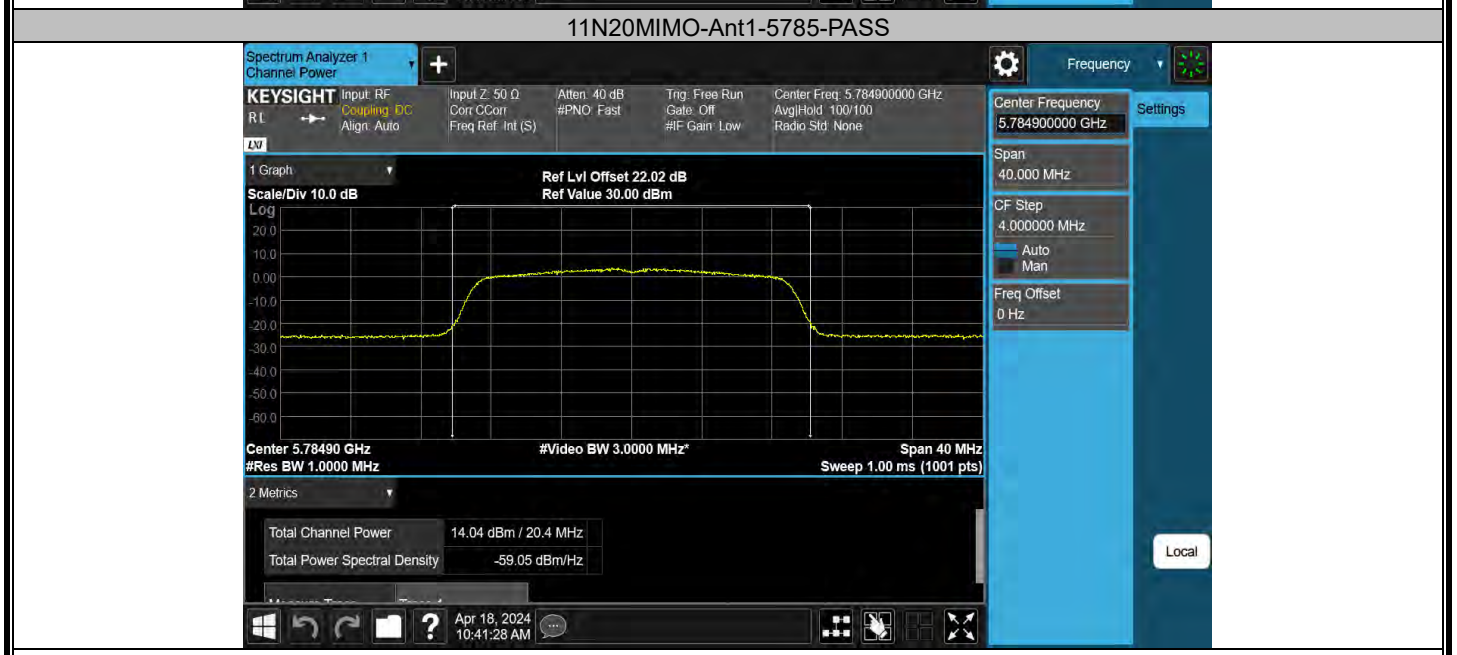 11N20MIMO-Ant1-5785-PASS
Spectrum Analyzer 1
Channel Power
Frequency
KEYSIGHT
RL
LXI
Input: RF
Coupling: DC
Align: Auto
Input Z: 50 Ω
Corr CCorr
Freq Ref: Int (S)
Atten: 40 dB
#PNO: Fast
Trig: Free Run
Gate: Off
#IF Gain: Low
Center Freq: 5.784900000 GHz
Avg|Hold: 100/100
Radio Std: None
Center Frequency
5.784900000 GHz
Settings
Span
40.000 MHz
CF Step
4.000000 MHz
Auto
Man
Freq Offset
0 Hz
Local
1 Graph
Scale/Div 10.0 dB
Ref Lvl Offset 22.02 dB
Ref Value 30.00 dBm
Log
20.0
10.0
0.00
-10.0
-20.0
-30.0
-40.0
-50.0
-60.0
Center 5.78490 GHz
#Res BW 1.0000 MHz
#Video BW 3.0000 MHz*
Span 40 MHz
Sweep 1.00 ms (1001 pts)
2 Metrics
Total Channel Power 14.04 dBm / 20.4 MHz
Total Power Spectral Density -59.05 dBm/Hz
?
Apr 18, 2024
10:41:28 AM